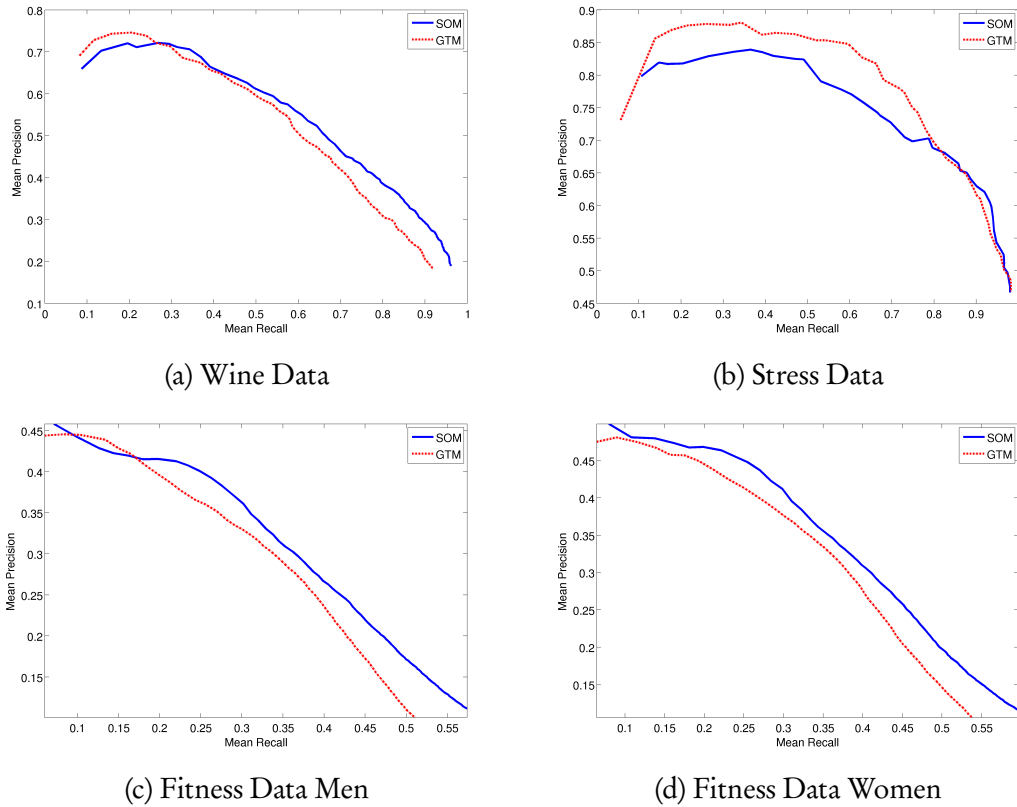 0.8
0.7
0.6
0.5
0.4
0.3
0.2
0.1
0 0.1 0.2 0.3 0.4 0.5 0.6 0.7 0.8 0.9 1
Mean Precision
Mean Recall
SOM
GTM
(a) Wine Data
0.9
0.85
0.8
0.75
0.7
0.65
0.6
0.55
0.5
0.45
0 0.1 0.2 0.3 0.4 0.5 0.6 0.7 0.8 0.9
Mean Precision
Mean Recall
SOM
GTM
(b) Stress Data
0.45
0.4
0.35
0.3
0.25
0.2
0.15
0.1 0.15 0.2 0.25 0.3 0.35 0.4 0.45 0.5 0.55
Mean Precision
Mean Recall
SOM
GTM
(c) Fitness Data Men
0.45
0.4
0.35
0.3
0.25
0.2
0.15
0.1 0.15 0.2 0.25 0.3 0.35 0.4 0.45 0.5 0.55
Mean Precision
Mean Recall
SOM
GTM
(d) Fitness Data Women